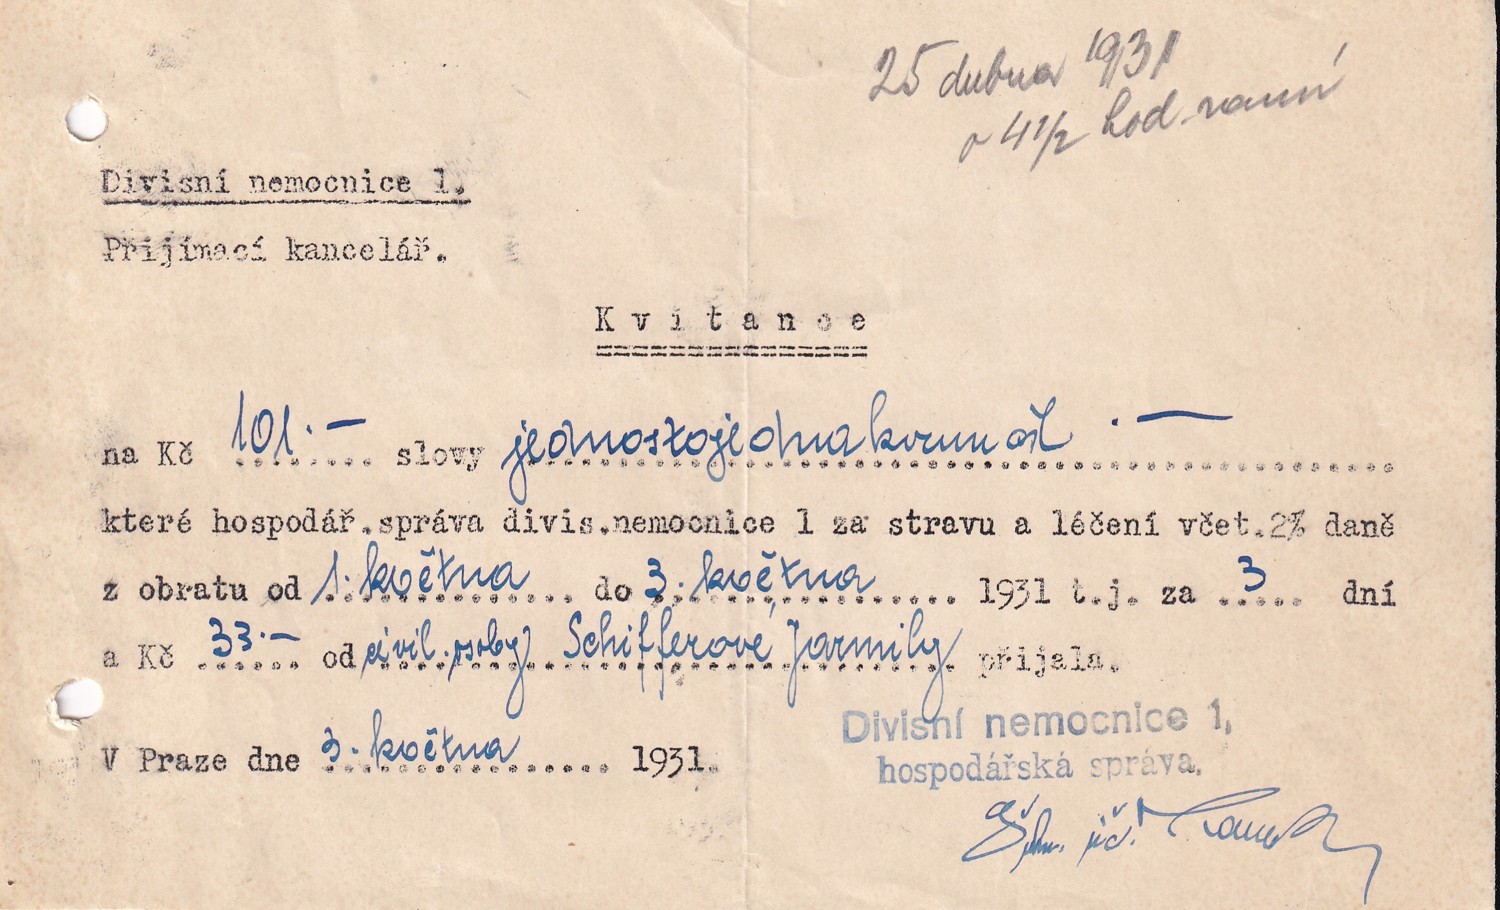 25 dubna 1931
o 4 1/2 hod. ranní
Divisní nemocnice 1.
Přijímací kancelář.
Kvitance
na Kč 101.- slovy jednostojednakorun .-
které hospodář.správa divis.nemocnice 1 za stravu a léčení včet.2% daně
z obratu od 1. května do 3. května 1931 t.j. za 3 dní
a Kč 33.- od civil. osoby Schifferové Jarmily přijala.
V Praze dne 3. května 1931.
Divisní nemocnice 1,
hospodářská správa.